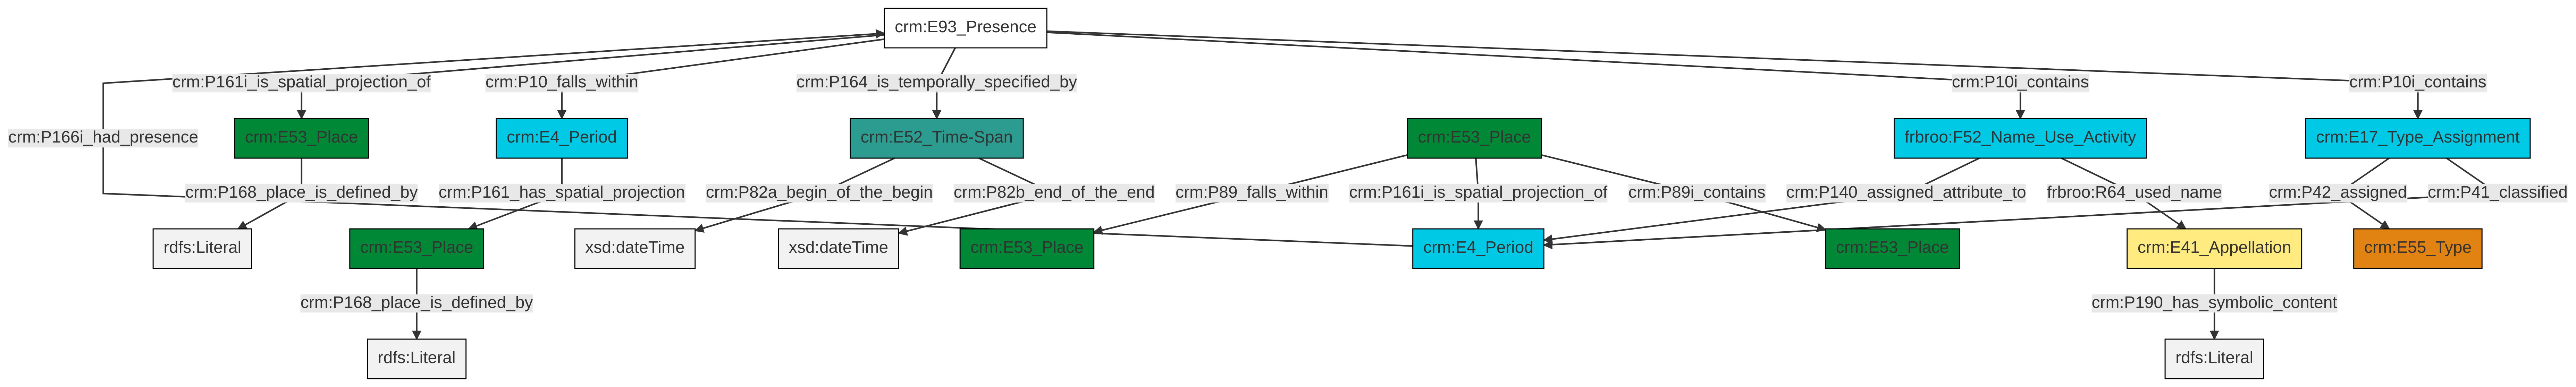 crm:E93_Presence
crm:P161i_is_spatial_projection_of
crm:P10_falls_within
crm:P164_is_temporally_specified_by
crm:P10i_contains
crm:P10i_contains
crm:P166i_had_presence
crm:E53_Place
crm:E4_Period
crm:E52_Time-Span
crm:E53_Place
frbroo:F52_Name_Use_Activity
crm:E17_Type_Assignment
crm:P168_place_is_defined_by
crm:P161_has_spatial_projection
crm:P82a_begin_of_the_begin
crm:P82b_end_of_the_end
crm:P89_falls_within
crm:P161i_is_spatial_projection_of
crm:P89i_contains
crm:P140_assigned_attribute_to
frbroo:R64_used_name
crm:P42_assigned
crm:P41_classified
rdfs:Literal
crm:E53_Place
xsd:dateTime
xsd:dateTime
crm:E53_Place
crm:E4_Period
crm:E53_Place
crm:E41_Appellation
crm:E55_Type
crm:P168_place_is_defined_by
crm:P190_has_symbolic_content
rdfs:Literal
rdfs:Literal